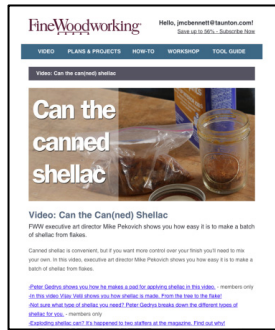 FineWoodworking
Hello, jmcbennett@taunton.com!
Save up to 56% - Subscribe Now
VIDEO PLANS & PROJECTS HOW-TO WORKSHOP TOOL GUIDE
Video: Can the can(ned) shellac
Can the
canned
shellac
Video: Can the Can(ned) Shellac
FWW executive art director Mike Pekovich shows you how easy it is to make a batch
of shellac from flakes.
Canned shellac is convenient, but if you want more control over your finish you'll need to mix
your own. In this video, executive art director Mike Pekovich shows you how easy it is to make a
batch of shellac from flakes.
-Peter Gedrys shows you how he makes a pad for applying shellac in this video. - members only
-In this video Vijay Velji shows you how shellac is made. From the tree to the flake!
-Not sure what type of shellac you need? Peter Gedrys breaks down the different types of
shellac for you. - members only
-Exploding shellac can? It's happened to two staffers at the magazine. Find out why!